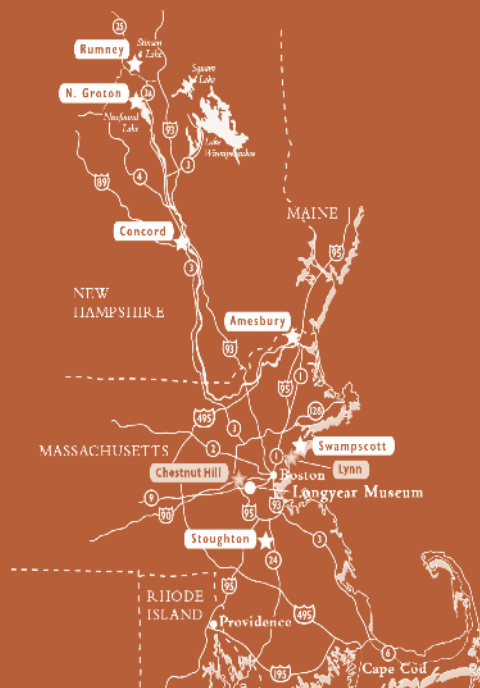 25
Rumney
Stinson
Lake
Squam
Lake
N. Groton
3a
Newfound
Lake
93
Lake
Winnipesaukee
3
89
4
MAINE
Concord
95
3
NEW
HAMPSHIRE
Amesbury
93
1
95
495
128
3
MASSACHUSETTS
2
1
Swampscott
Chestnut Hill
Lynn
Boston
Longyear Museum
9
90
95
93
Stoughton
3
24
95
RHODE
ISLAND
495
Providence
6
195
Cape Cod